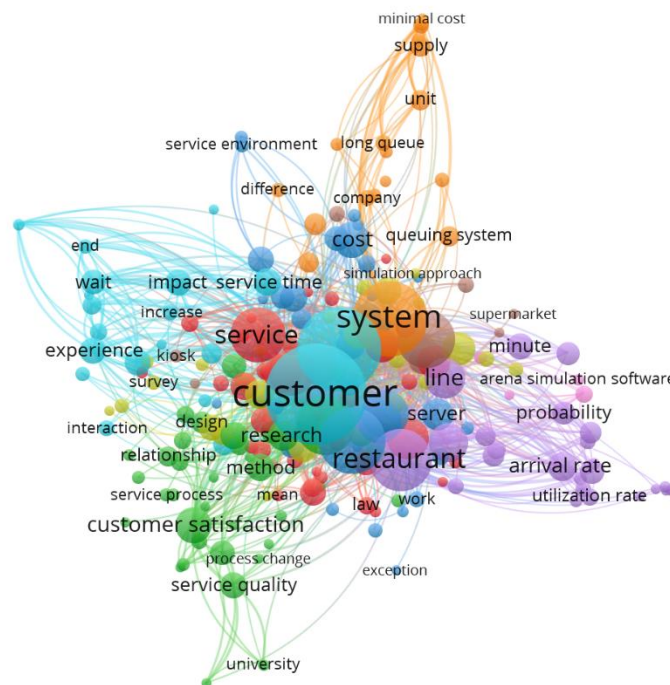 minimal cost
supply
unit
service environment
long queue
difference
company
cost
queuing system
end
wait
impact
service time
simulation approach
increase
service
system
supermarket
experience
kiosk
minute
survey
customer
line
arena simulation software
interaction
design
research
server
probability
relationship
method
restaurant
arrival rate
service process
mean
law
work
utilization rate
customer satisfaction
process change
exception
service quality
university